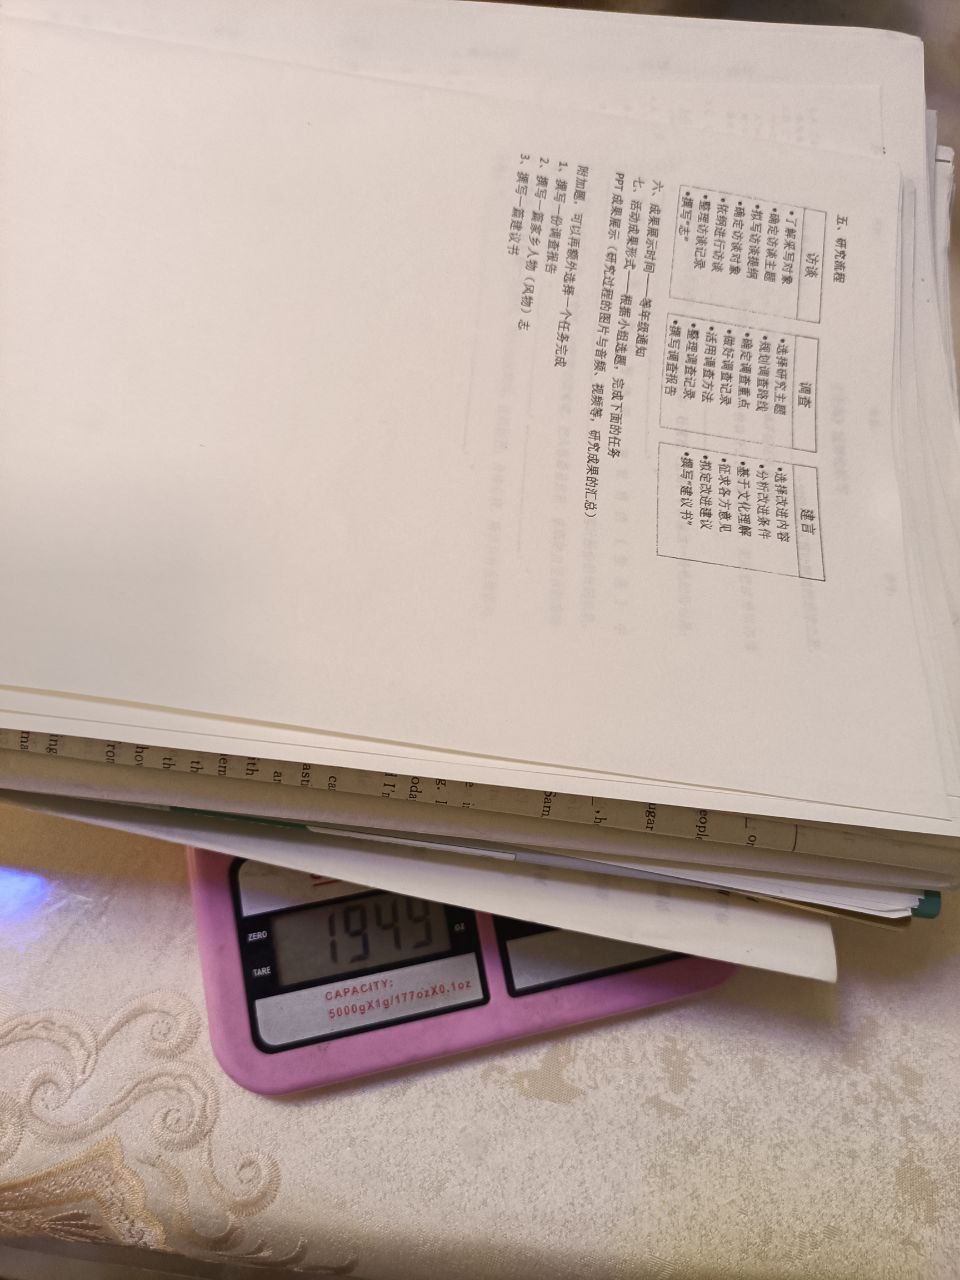 五、研究流程
访谈
•了解采写对象
•确定访谈主题
•拟写访谈提纲
•确定访谈对象
•依纲进行访谈
•整理访谈记录
•撰写“志”
调查
•选择研究主题
•规划调查路线
•确定调查重点
•做好调查记录
•活用调查方法
•整理调查记录
•撰写调查报告
建言
•选择改进内容
•分析改进条件
•基于文化理解
•征求各方意见
•拟定改进建议
•撰写“建议书”
六、成果展示时间——等年级通知
七、活动成果形式——根据小组选题，完成下面的任务
PPT 成果展示（研究过程的图片与音频、视频等，研究成果的汇总）
附加题，可以再额外选择一个任务完成
1、撰写一份调查报告
2、撰写一篇家乡人物（风物）志
3、撰写一篇建议书
ZERO
TARE
1949
CAPACITY:
5000gX1g/177ozX0.1oz